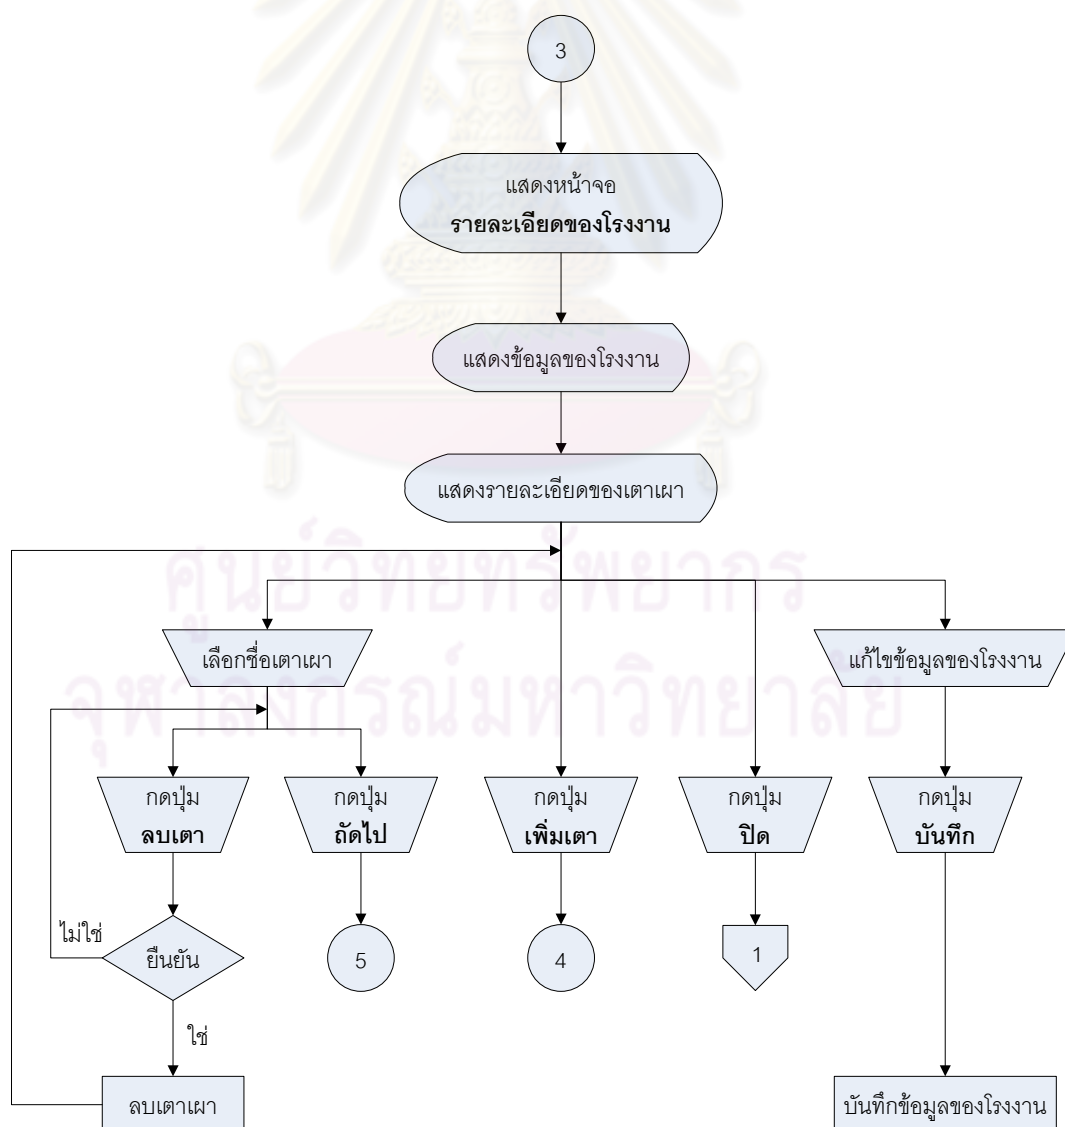 3
แสดงหน้าจอ
รายละเอียดของโรงงาน
แสดงข้อมูลของโรงงาน
แสดงรายละเอียดของเตาเผา
ศูนย์วิทยทรัพยากร
จุฬาลงกรณ์มหาวิทยาลัย
เลือกชื่อเตาเผา
แก้ไขข้อมูลของโรงงาน
กดปุ่ม
ลบเตา
กดปุ่ม
ถัดไป
กดปุ่ม
เพิ่มเตา
กดปุ่ม
ปิด
กดปุ่ม
บันทึก
ไม่ใช่
ยืนยัน
5
4
1
ใช่
ลบเตาเผา
บันทึกข้อมูลของโรงงาน